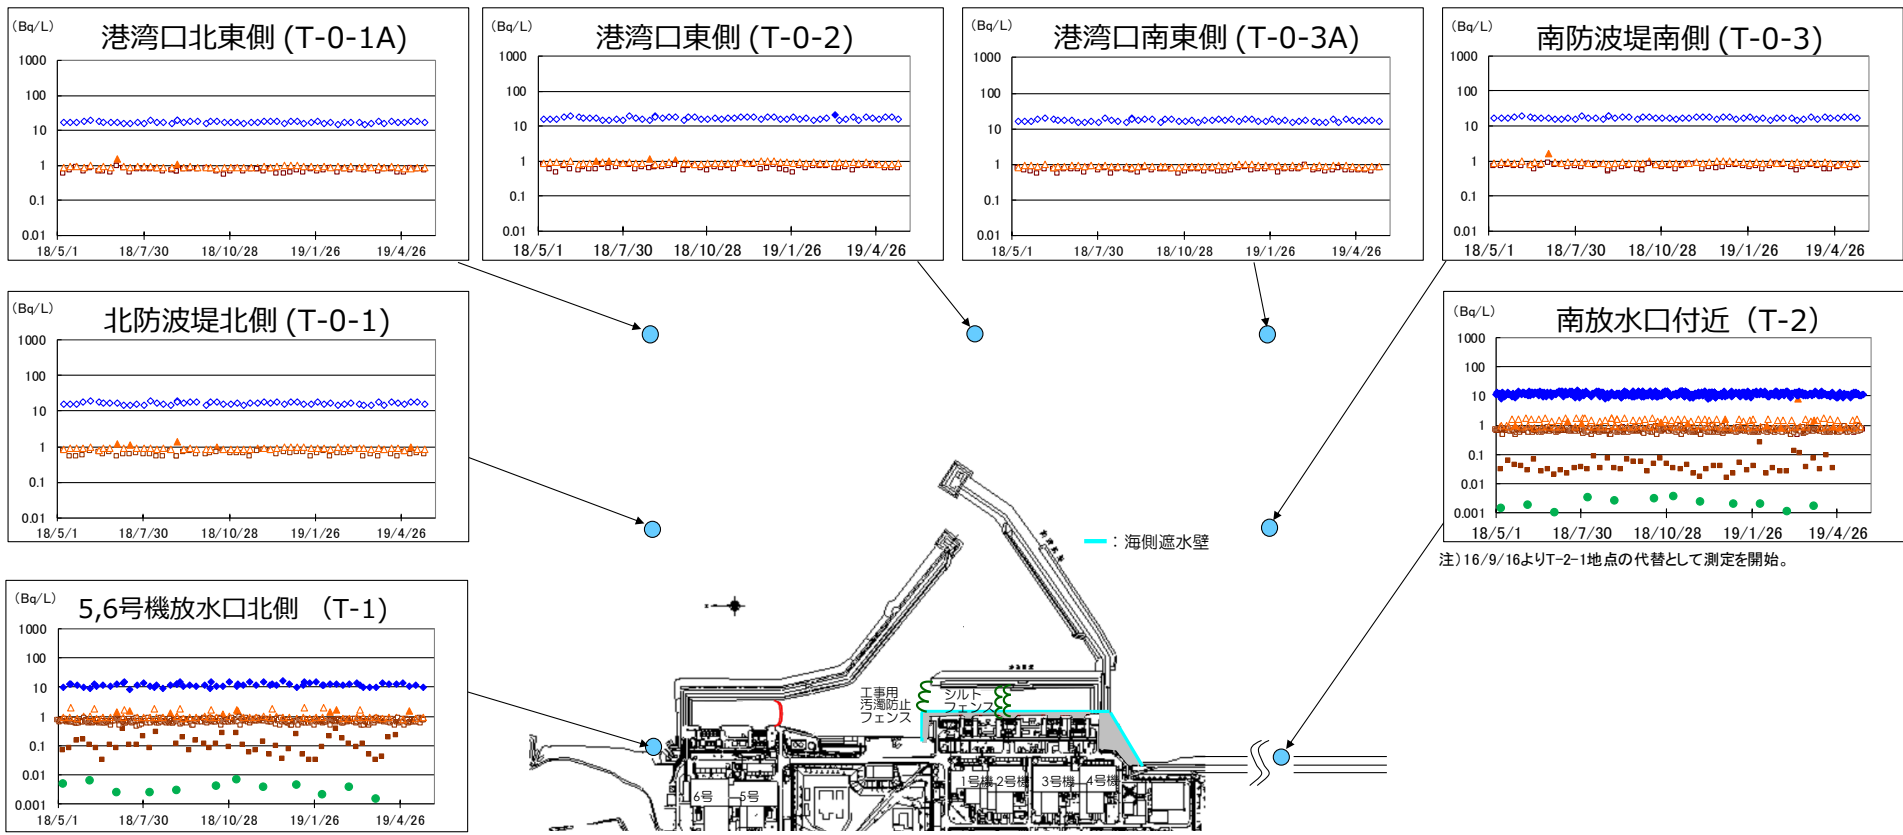 (Bq/L)
港湾口北東側 (T-0-1A)
1000
100
10
1
0.1
0.01
18/5/1 18/7/30 18/10/28 19/1/26 19/4/26
(Bq/L)
港湾口東側 (T-0-2)
1000
100
10
1
0.1
0.01
18/5/1 18/7/30 18/10/28 19/1/26 19/4/26
(Bq/L)
港湾口南東側 (T-0-3A)
1000
100
10
1
0.1
0.01
18/5/1 18/7/30 18/10/28 19/1/26 19/4/26
(Bq/L)
南防波堤南側 (T-0-3)
1000
100
10
1
0.1
0.01
18/5/1 18/7/30 18/10/28 19/1/26 19/4/26
(Bq/L)
北防波堤北側 (T-0-1)
1000
100
10
1
0.1
0.01
18/5/1 18/7/30 18/10/28 19/1/26 19/4/26
(Bq/L)
南放水口付近（T-2）
1000
100
10
1
0.1
0.01
0.001
18/5/1 18/7/30 18/10/28 19/1/26 19/4/26
注）16/9/16よりT-2-1地点の代替として測定を開始。
(Bq/L)
5,6号機放水口北側 （T-1）
1000
100
10
1
0.1
0.01
0.001
18/5/1 18/7/30 18/10/28 19/1/26 19/4/26
：海側遮水壁
工事用
汚濁防止
フェンス
シルト
フェンス
6号 5号
1号機 2号機 3号機 4号機